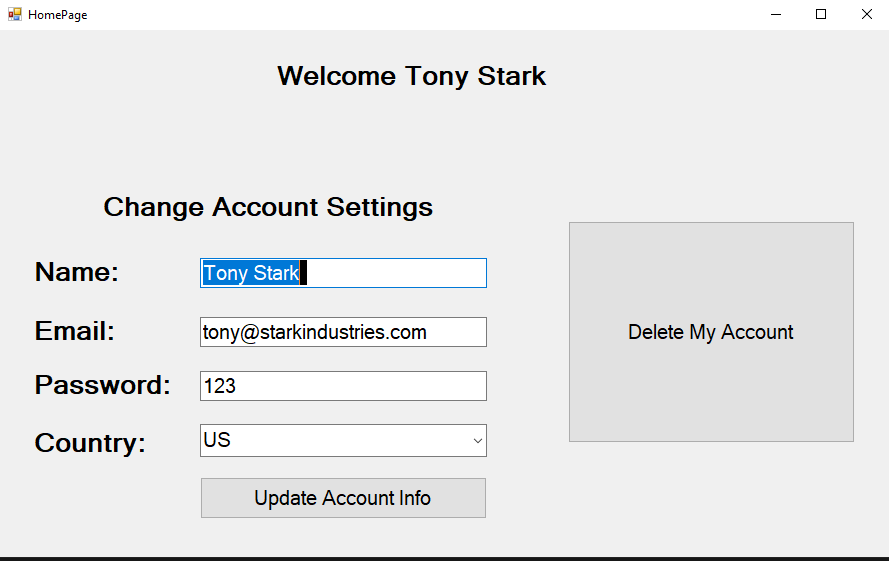 HomePage
Welcome Tony Stark
Change Account Settings
Name: Tony Stark
Email: tony@starkindustries.com
Delete My Account
Password: 123
Country: US
Update Account Info